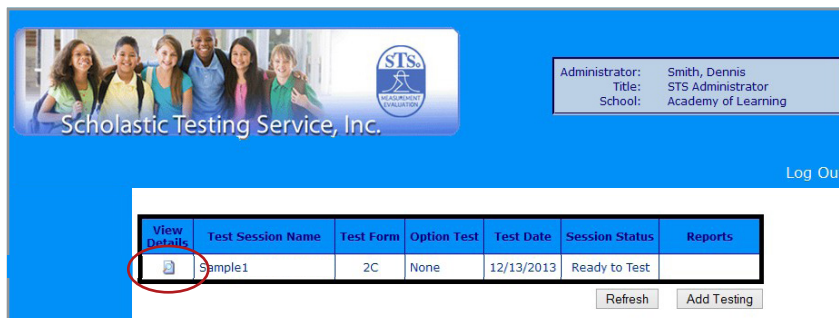 STS®
MEASUREMENT
EVALUATION
Scholastic Testing Service, Inc.
Administrator: Smith, Dennis
Title: STS Administrator
School: Academy of Learning
Log Ou
View Details Test Session Name Test Form Option Test Test Date Session Status Reports
Sample1 2C None 12/13/2013 Ready to Test
Refresh Add Testing